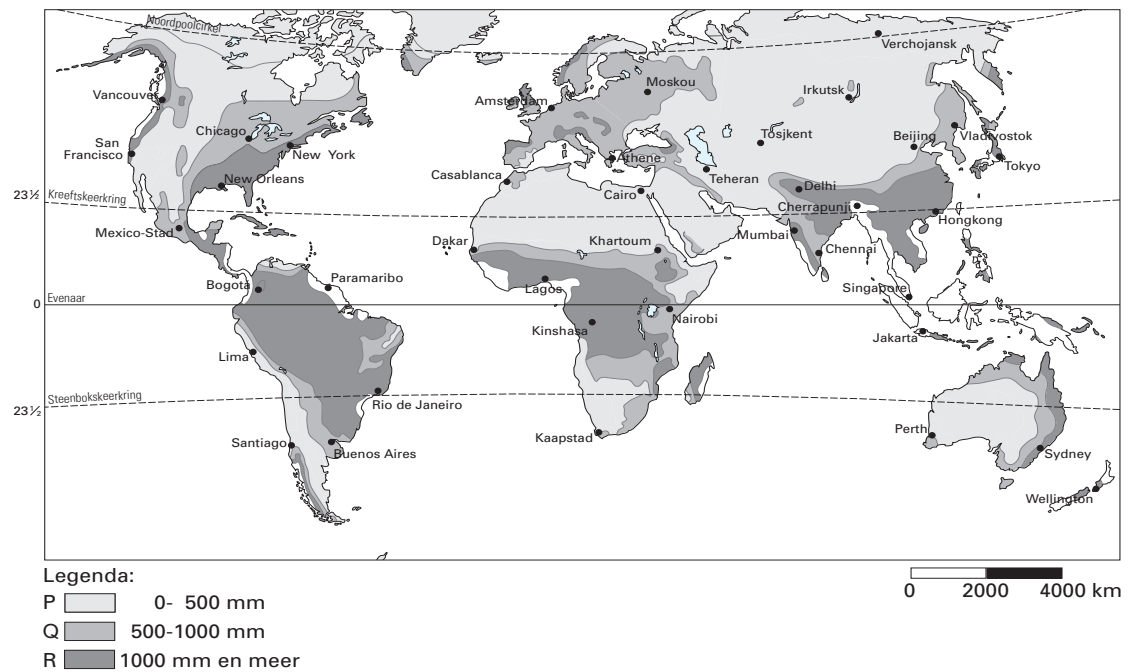 Noordpoolcirkel
Verchojansk
Moskou
Vancouver
Irkutsk
Amsterdam
Chicago
Tosjkent
Beijing
Vladivostok
San
Francisco
New York
Athene
Tokyo
Casablanca
Teheran
New Orleans
Delhi
23½
Kreeftskeerkring
Cairo
Cherrapunji
Hongkong
Mexico-Stad
Dakar
Khartoum
Mumbai
Chennai
Bogotá
Paramaribo
Lagos
Singapore
0
Evenaar
Nairobi
Kinshasa
Jakarta
Lima
Steenbokskeerkring
23½
Rio de Janeiro
Kaapstad
Perth
Santiago
Buenos Aires
Sydney
Wellington
Legenda:
P 0- 500 mm
Q 500-1000 mm
R 1000 mm en meer
0 2000 4000 km